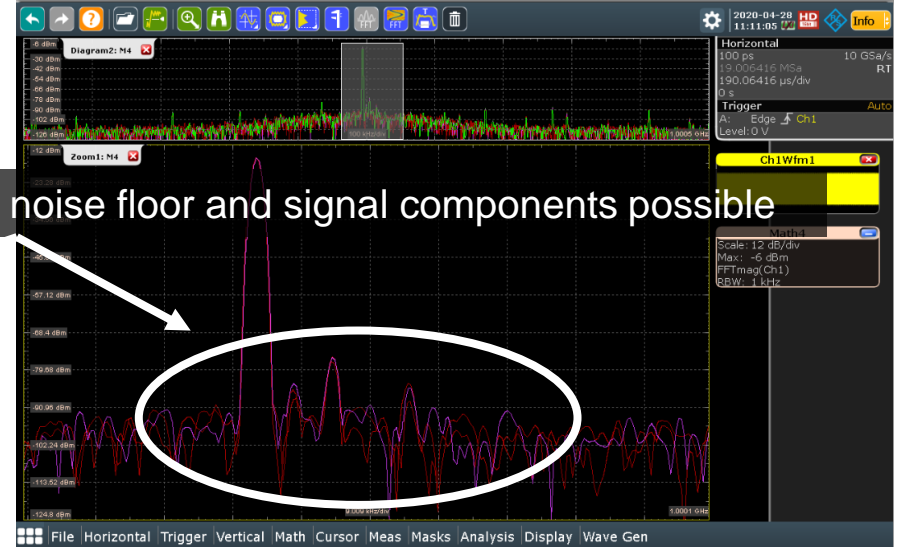 2020-04-28
11:11:05
HD
Info
-6 dBm
Diagram2: M4
-30 dBm
-42 dBm
-54 dBm
-66 dBm
-78 dBm
-90 dBm
-102 dBm
-126 dBm
100 kHz/div
1.0005 GHz
Horizontal
100 ps 10 GSa/s
19.006416 MSa RT
190.06416 µs/div
0 s
Trigger Auto
A: Edge Ch1
Level: 0 V
-12 dBm
Zoom1: M4
Ch1Wfm1
noise floor and signal components possible
Math4
Scale: 12 dB/div
Max: -6 dBm
FFTmag(Ch1)
RBW: 1 kHz
-57.12 dBm
-68.4 dBm
-79.68 dBm
-90.96 dBm
-102.24 dBm
-113.52 dBm
-124.8 dBm
9.009 kHz/div
1.0001 GHz
File Horizontal Trigger Vertical Math Cursor Meas Masks Analysis Display Wave Gen